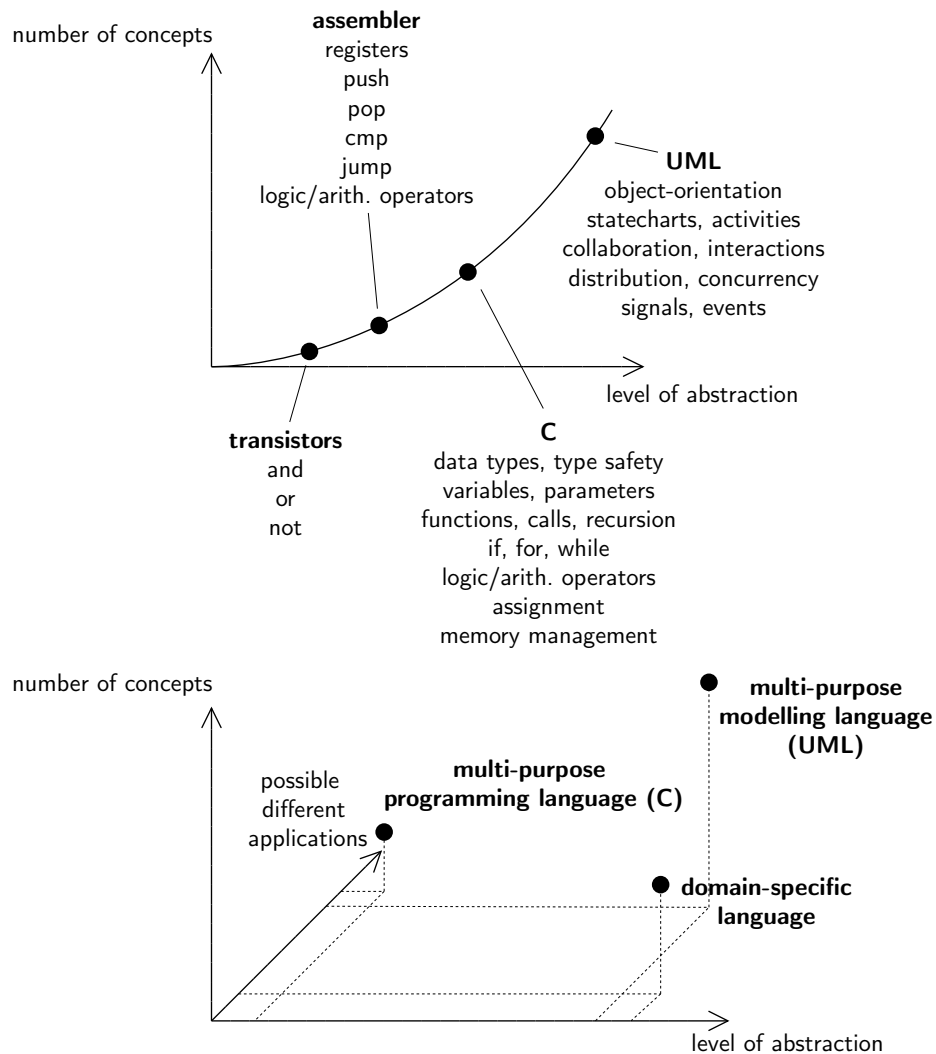 number of concepts
assembler
registers
push
pop
cmp
jump
logic/arith. operators
UML
object-orientation
statecharts, activities
collaboration, interactions
distribution, concurrency
signals, events
level of abstraction
transistors
and
or
not
C
data types, type safety
variables, parameters
functions, calls, recursion
if, for, while
logic/arith. operators
assignment
memory management
number of concepts
multi-purpose
modelling language
(UML)
possible
different
applications
multi-purpose
programming language (C)
domain-specific
language
level of abstraction